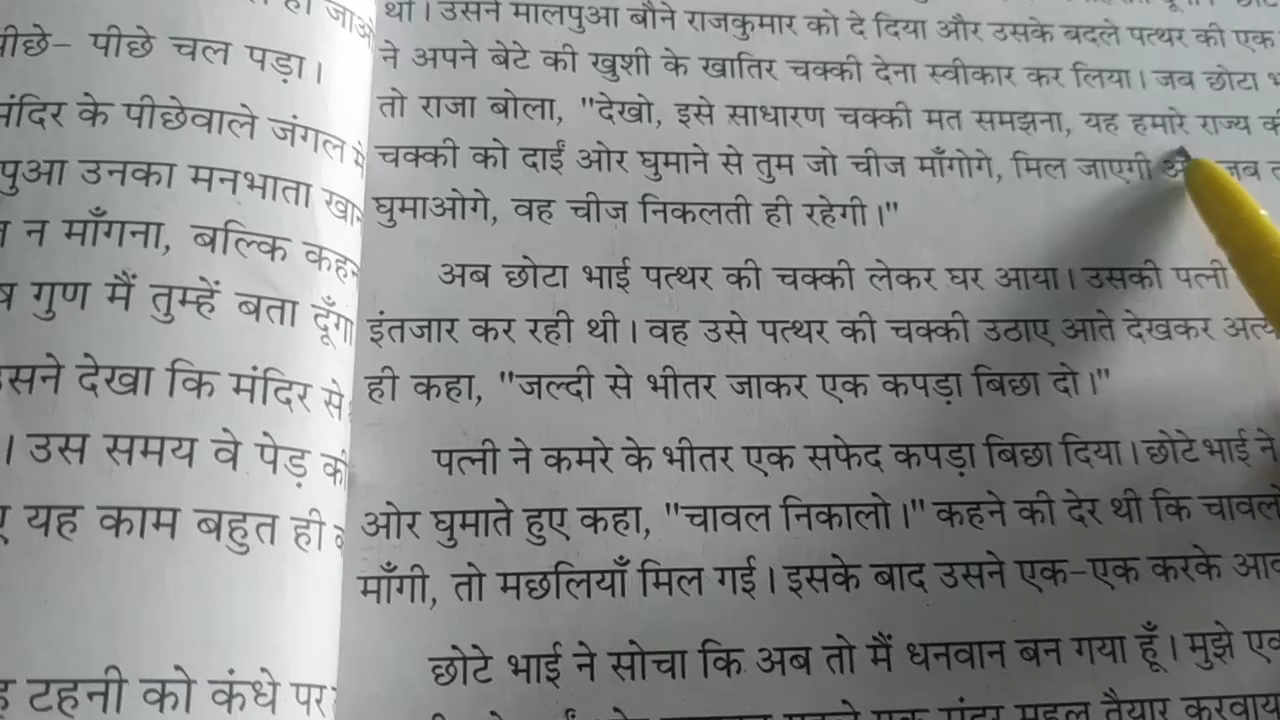 पीछे- पीछे चल पड़ा।
मंदिर के पीछेवाले जंगल में
पुआ उनका मनभाता
न माँगना, बल्कि
गुण मैं तुम्हें बता दूँगा
उसने देखा कि मंदिर से
। उस समय वे पेड़ की
यह काम बहुत ही
टहनी को कंधे पर
थी। उसने मालपुआ बौने राजकुमार को दे दिया और उसके बदले पत्थर की एक
ने अपने बेटे की खुशी के खातिर चक्की देना स्वीकार कर लिया। जब छोटा
तो राजा बोला, "देखो, इसे साधारण चक्की मत समझना, यह हमारे राज्य की
चक्की को दाईं ओर घुमाने से तुम जो चीज माँगोगे, मिल जाएगी जब
घुमाओगे, वह चीज निकलती ही रहेगी।"
अब छोटा भाई पत्थर की चक्की लेकर घर आया। उसकी पत्नी
इंतजार कर रही थी। वह उसे पत्थर की चक्की उठाए आते देखकर
ही कहा, "जल्दी से भीतर जाकर एक कपड़ा बिछा दो।"
पत्नी ने कमरे के भीतर एक सफेद कपड़ा बिछा दिया। छोटे भाई ने
ओर घुमाते हुए कहा, "चावल निकालो।" कहने की देर थी कि
माँगी, तो मछलियाँ मिल गई। इसके बाद उसने एक-एक करके
छोटे भाई ने सोचा कि अब तो मैं धनवान बन गया हूँ। मुझे
महल तैयार